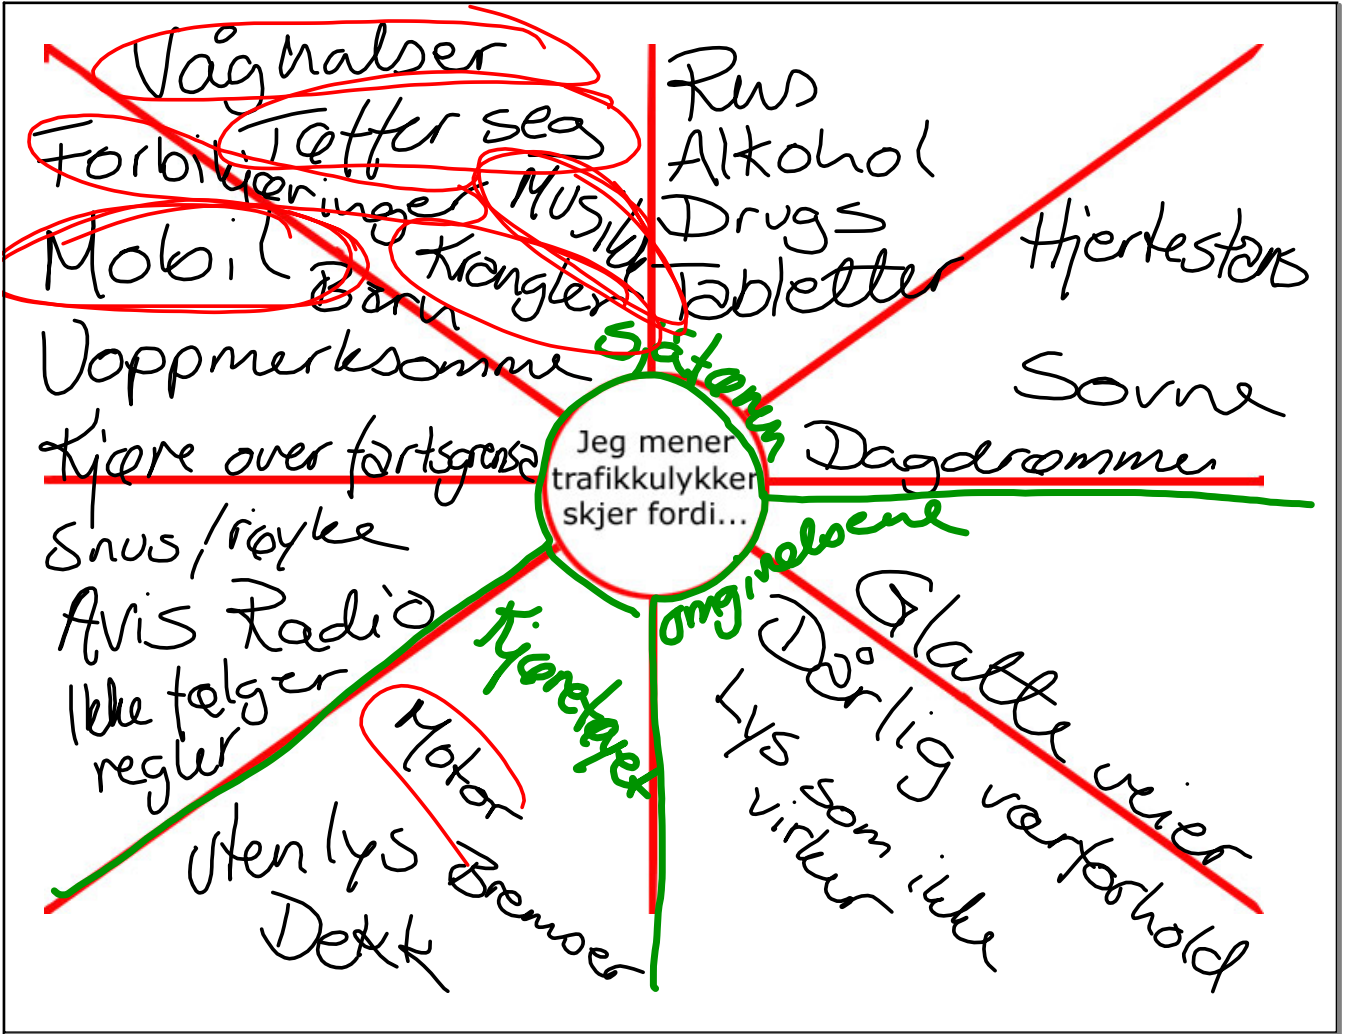 Våghalser
Tøffer seg
Forbikjøringer
Musikk
Mobil
Krangler
Barn
Uoppmerksomme
Kjøre over fartsgrensa
Rus
Alkohol
Drugs
Tabletter
Hjertestans
Sovne
Dagdrømmer
Sjåføren
Jeg mener
trafikkulykker
skjer fordi...
omgivelsene
Snus/røyke
Avis Radio
Ikke følger
regler
Kjøretøyet
Motor
Bremser
Uten lys
Dekk
Glatte veier
Dårlig værforhold
Lys som ikke
virker